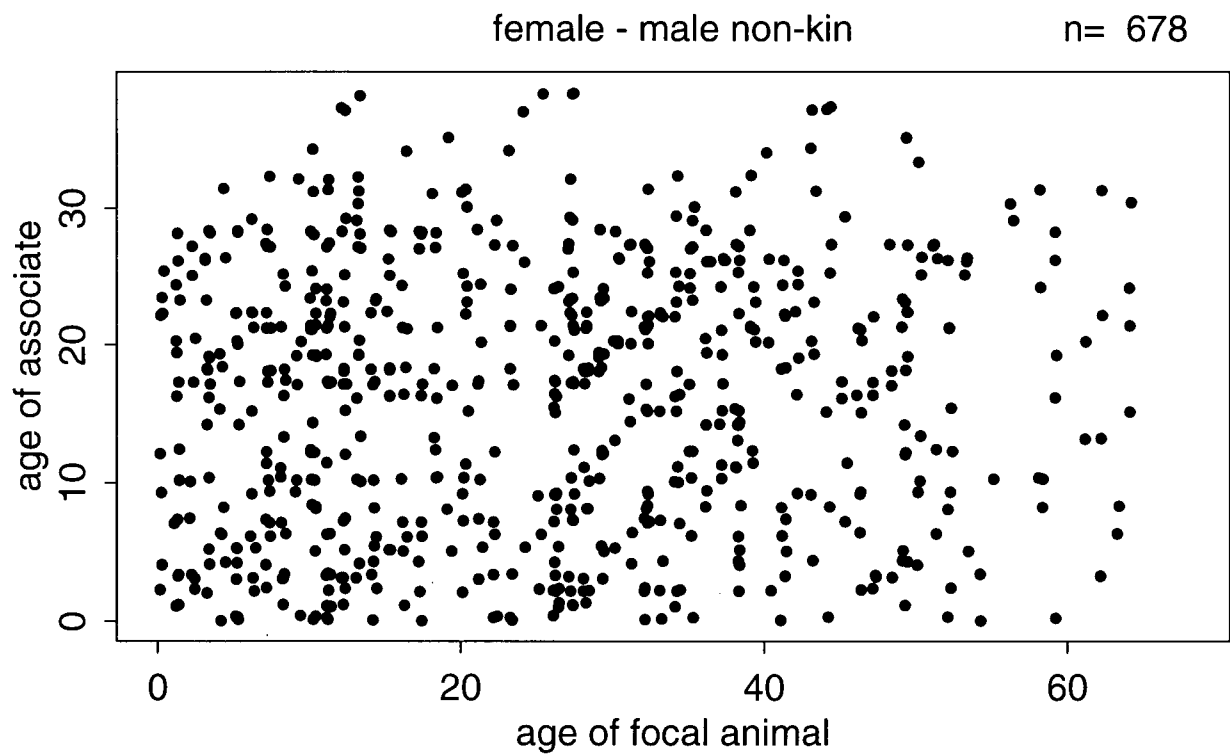 female - male non-kin n= 678
age of associate
30
20
10
0
0 20 40 60
age of focal animal